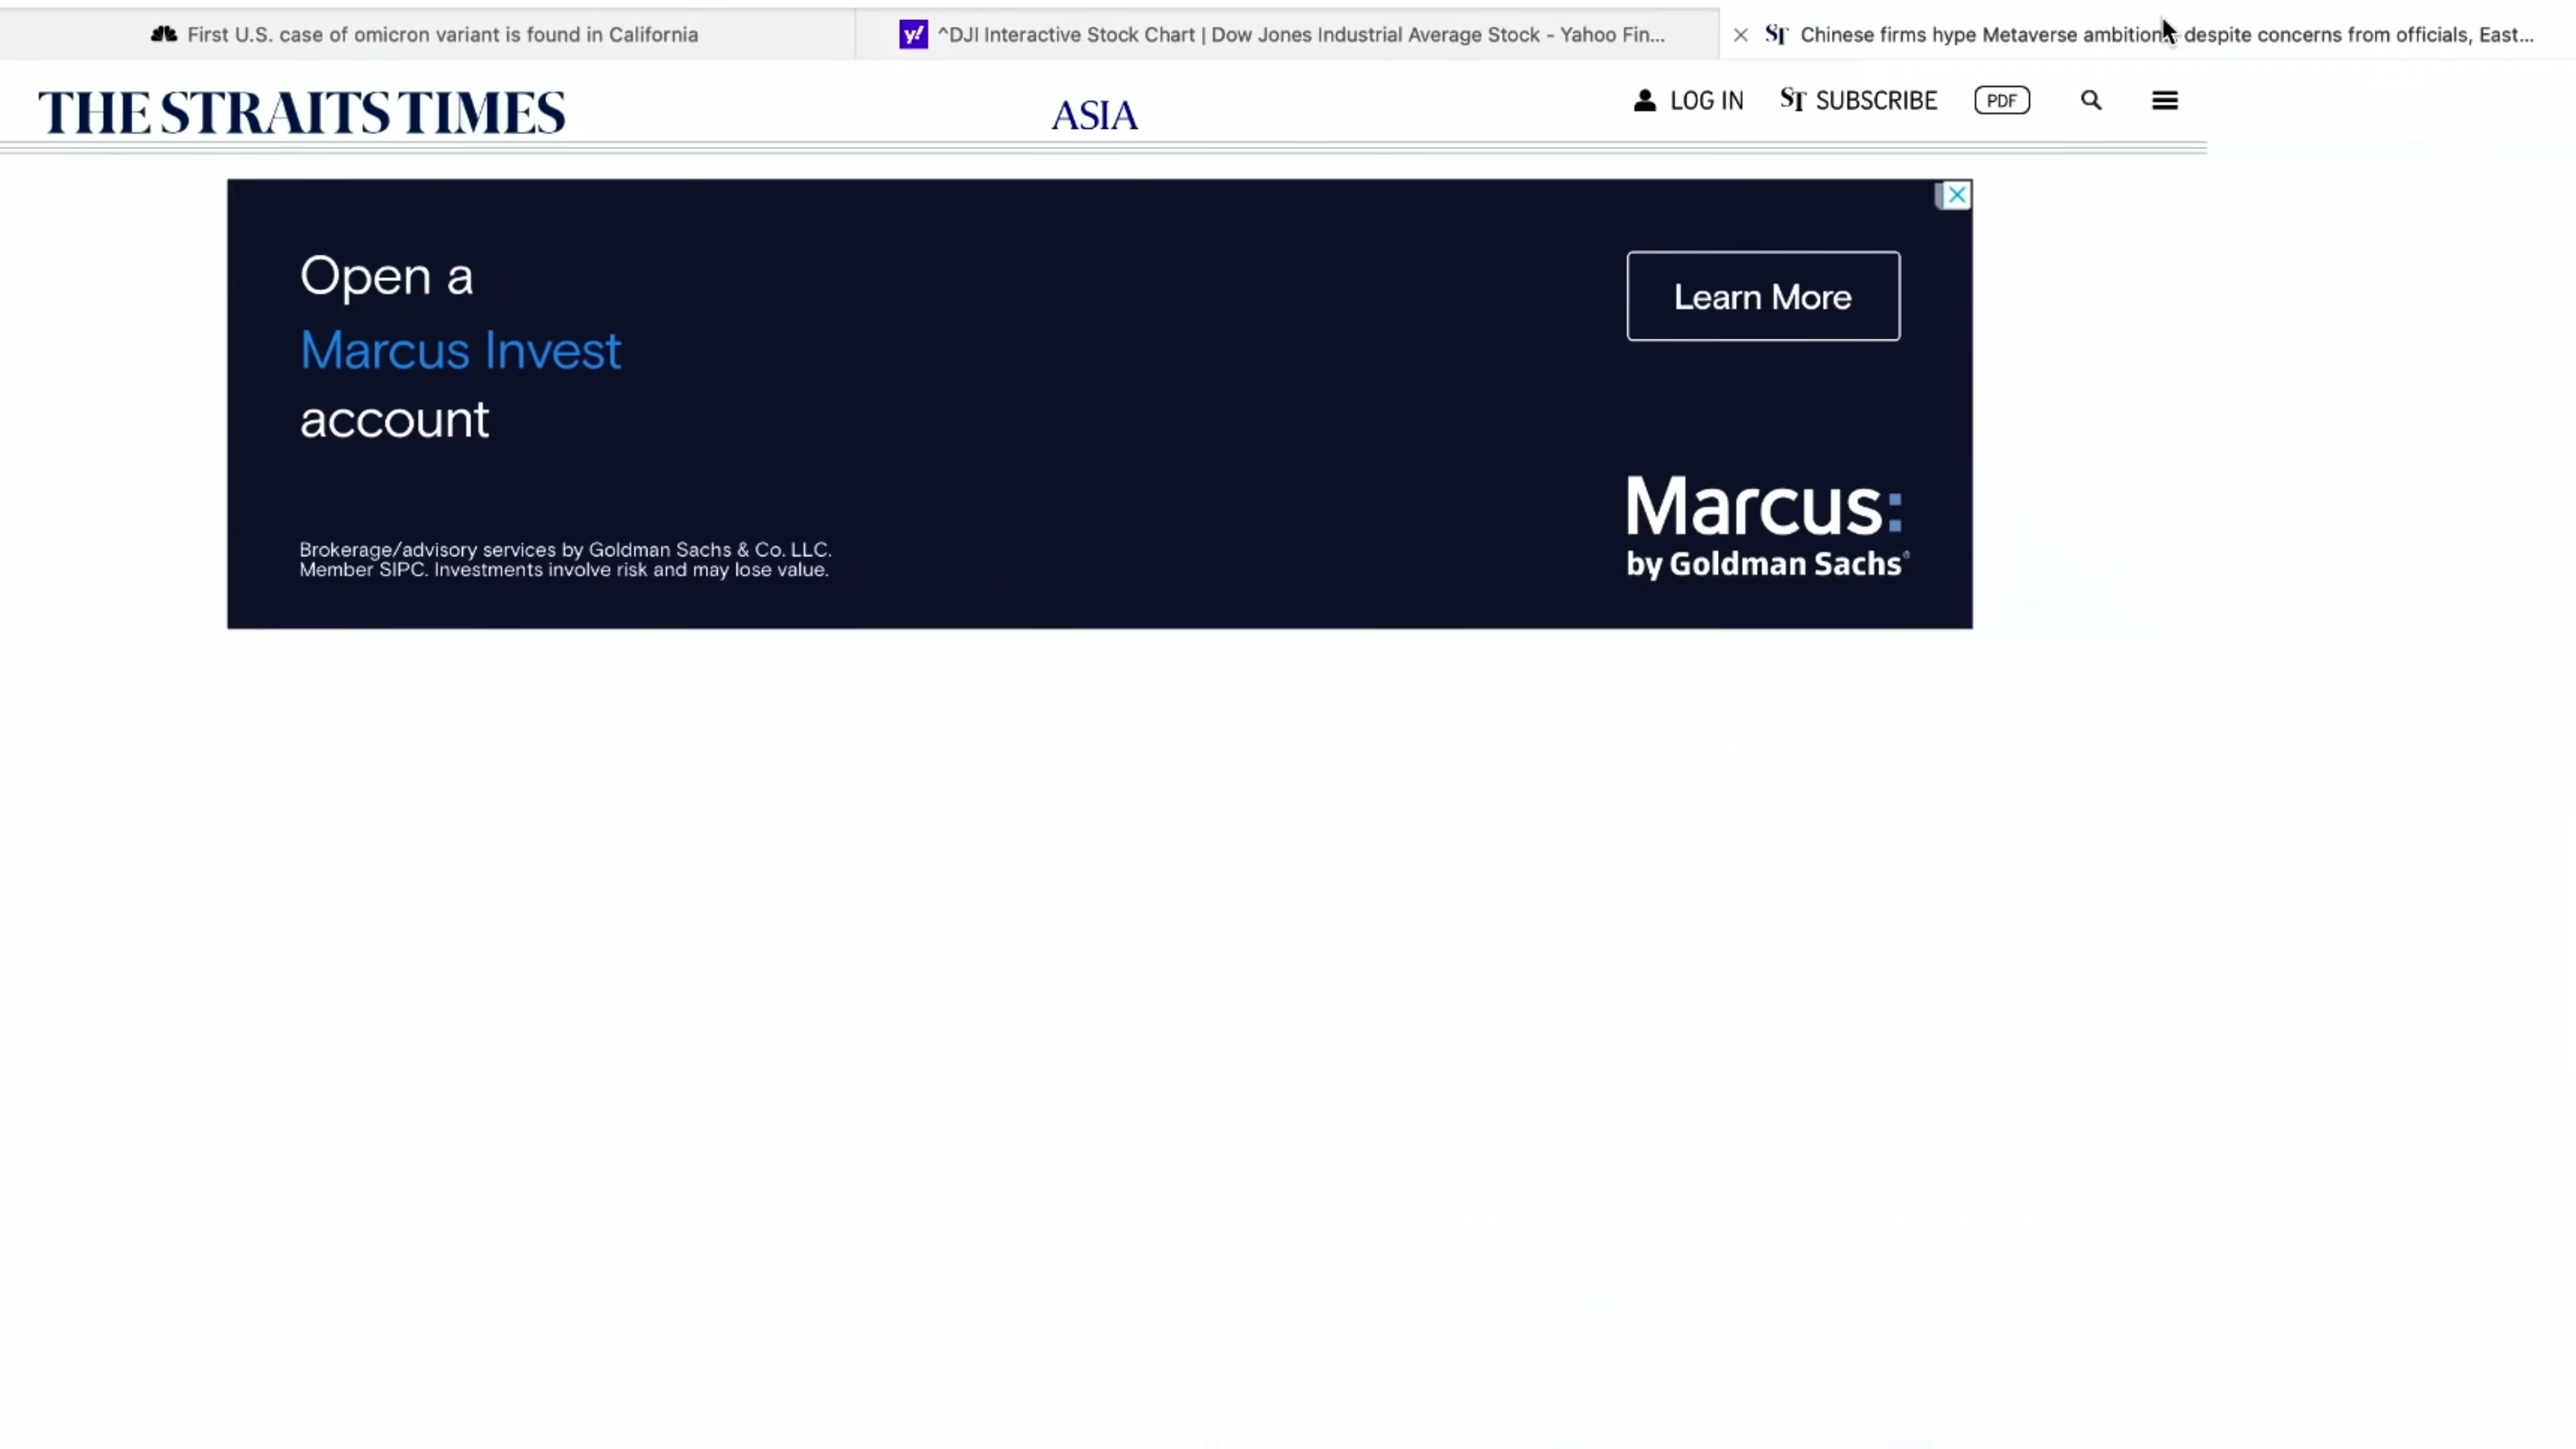 First U.S. case of omicron variant is found in California
y! ^DJI Interactive Stock Chart | Dow Jones Industrial Average Stock - Yahoo Fin...
ST Chinese firms hype Metaverse ambition despite concerns from officials, East...
THE STRAITS TIMES
ASIA
LOG IN
ST SUBSCRIBE
PDF
Open a
Marcus Invest
account
Learn More
Brokerage/advisory services by Goldman Sachs & Co. LLC.
Member SIPC. Investments involve risk and may lose value.
Marcus:
by Goldman Sachs®